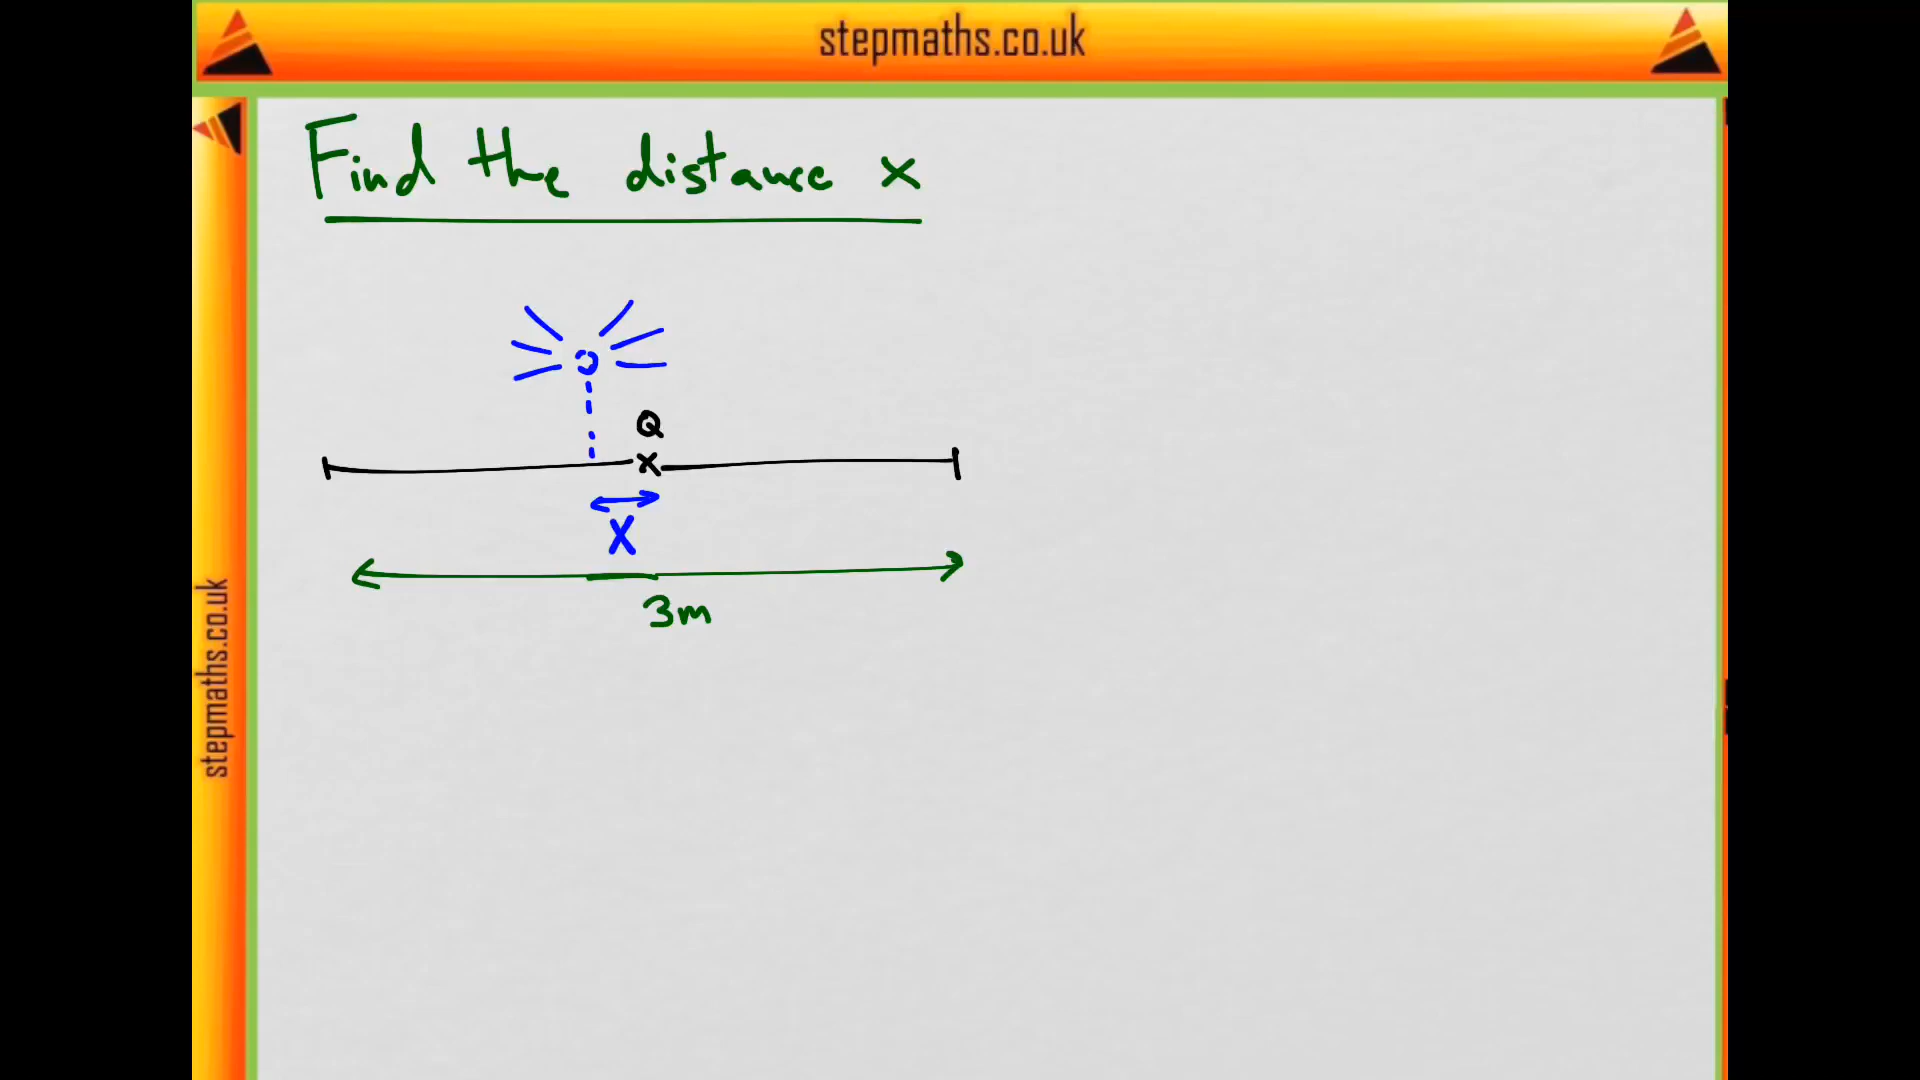 stepmaths.co.uk
Find the distance x
Q
x
X
3m
stepmaths.co.uk